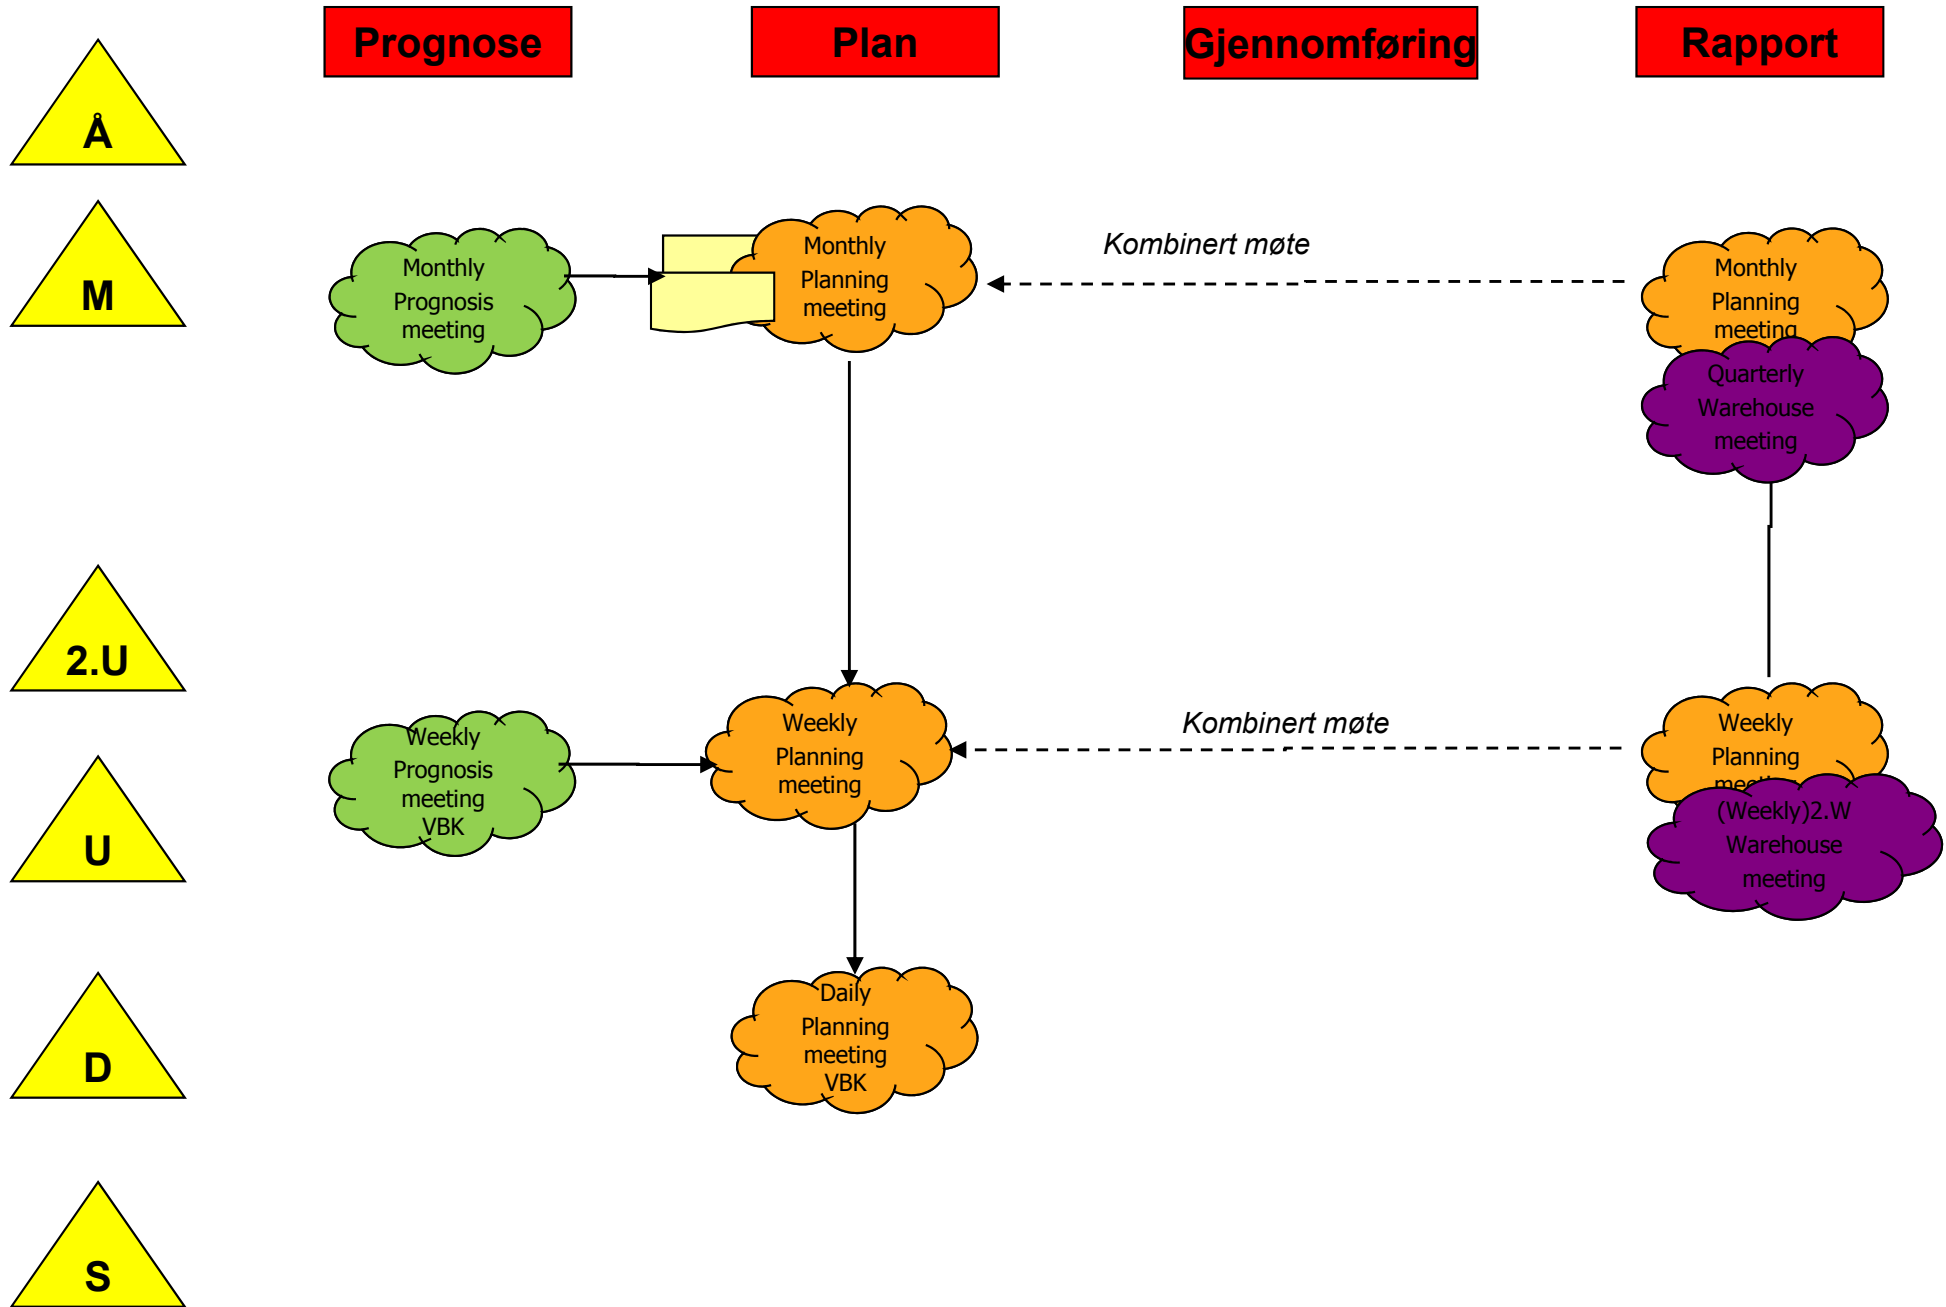 Prognose
Plan
Gjennomføring
Rapport
Å
M
Monthly
Prognosis
meeting
Monthly
Planning
meeting
Kombinert møte
Monthly
Planning
meeting
Quarterly
Warehouse
meeting
2.U
U
Weekly
Prognosis
meeting
VBK
Weekly
Planning
meeting
Kombinert møte
Weekly
Planning
meeting
(Weekly)2.W
Warehouse
meeting
D
Daily
Planning
meeting
VBK
S